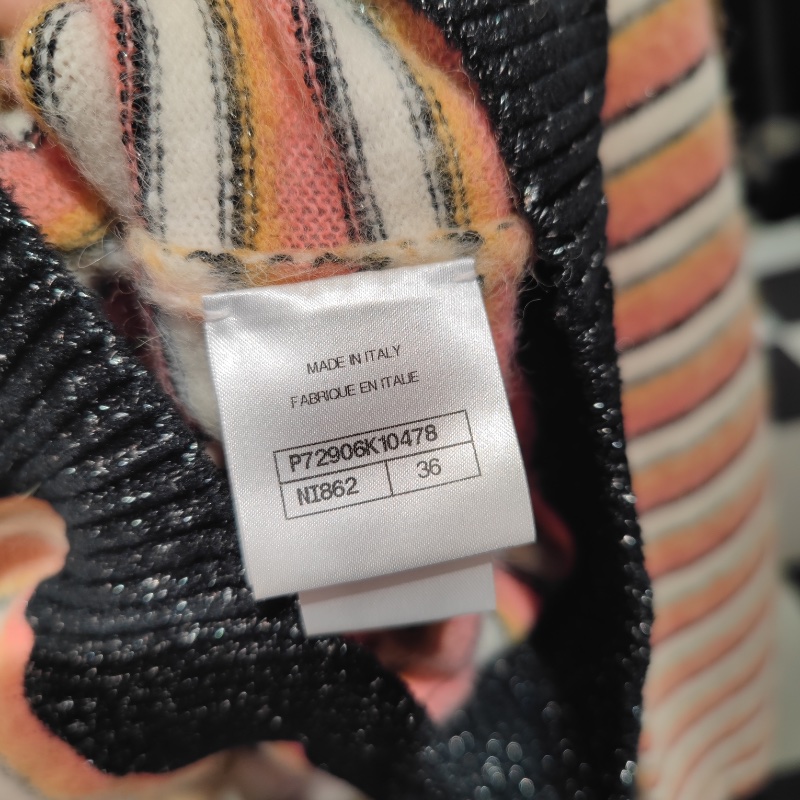 MADE IN ITALY
FABRIQUE EN ITALIE
P72906K10478
NI862 36